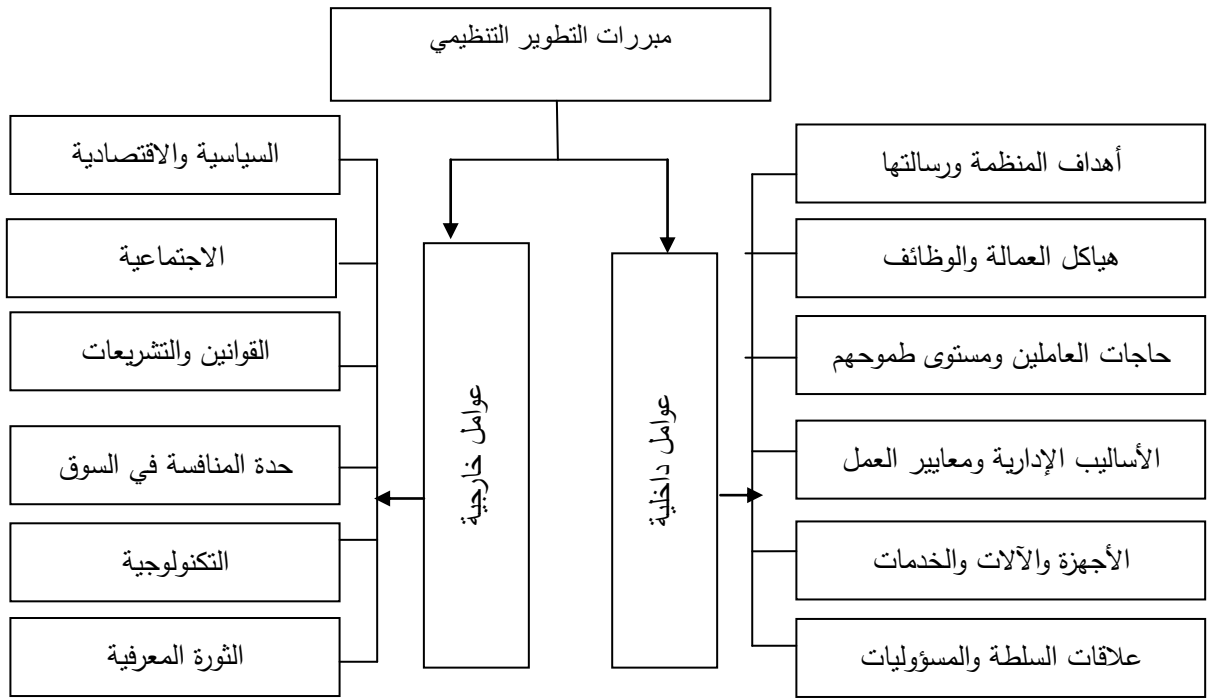 مبررات التطوير التنظيمي
عوامل داخلية
أهداف المنظمة ورسالتها
هياكل العمالة والوظائف
حاجات العاملين ومستوى طموحهم
الأساليب الإدارية ومعايير العمل
الأجهزة والآلات والخدمات
علاقات السلطة والمسؤوليات
عوامل خارجية
السياسية والاقتصادية
الاجتماعية
القوانين والتشريعات
حدة المنافسة في السوق
التكنولوجية
الثورة المعرفية